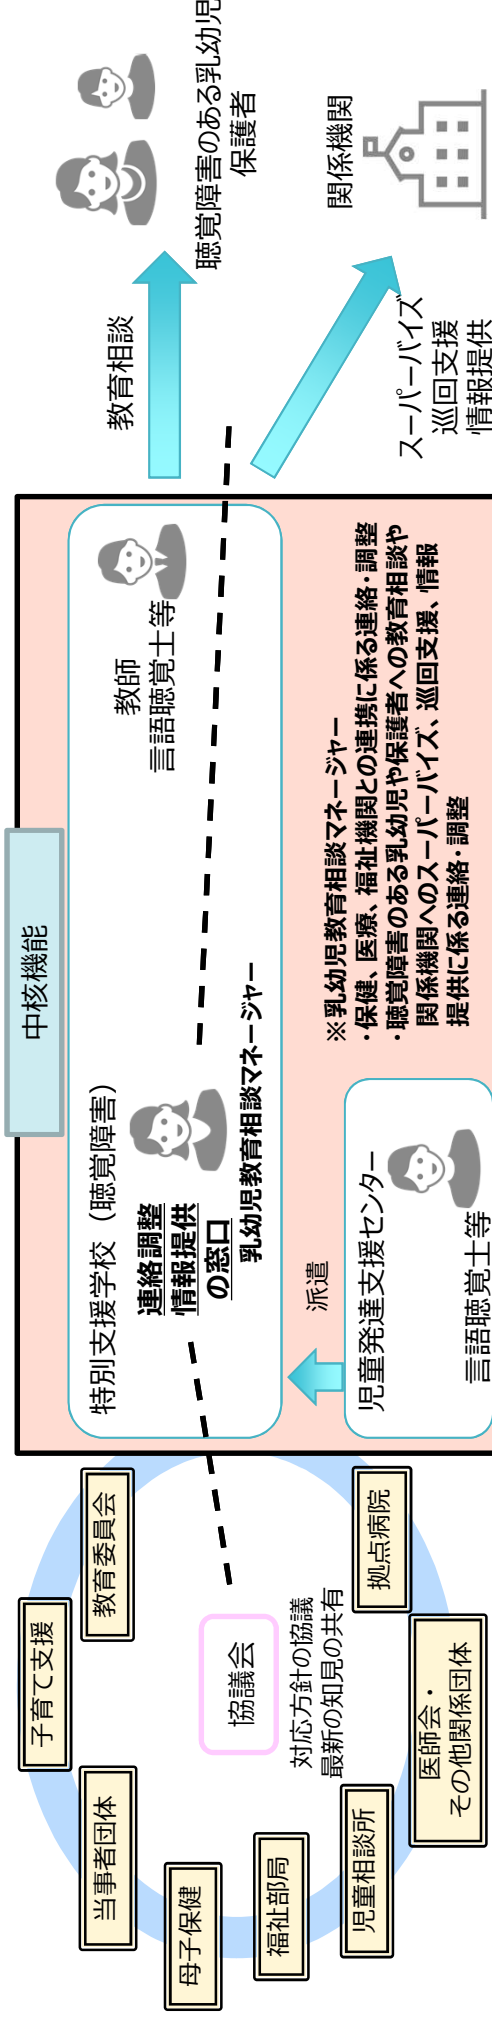 子育て支援
教育委員会
当事者団体
母子保健
福祉部局
児童相談所
医師会・
その他関係団体
拠点病院
協議会
対応方針の協議
最新の知見の共有
中核機能
特別支援学校（聴覚障害）
連絡調整
情報提供
の窓口
乳幼児教育相談マネージャー
教師
言語聴覚士等
派遣
児童発達支援センター
言語聴覚士等
※乳幼児教育相談マネージャー
・保健、医療、福祉機関との連携に係る連絡・調整
・聴覚障害のある乳幼児や保護者への教育相談や
関係機関へのスーパーバイズ、巡回支援、情報
提供に係る連絡・調整
教育相談
聴覚障害のある乳幼児
保護者
関係機関
スーパーバイズ
巡回支援
情報提供